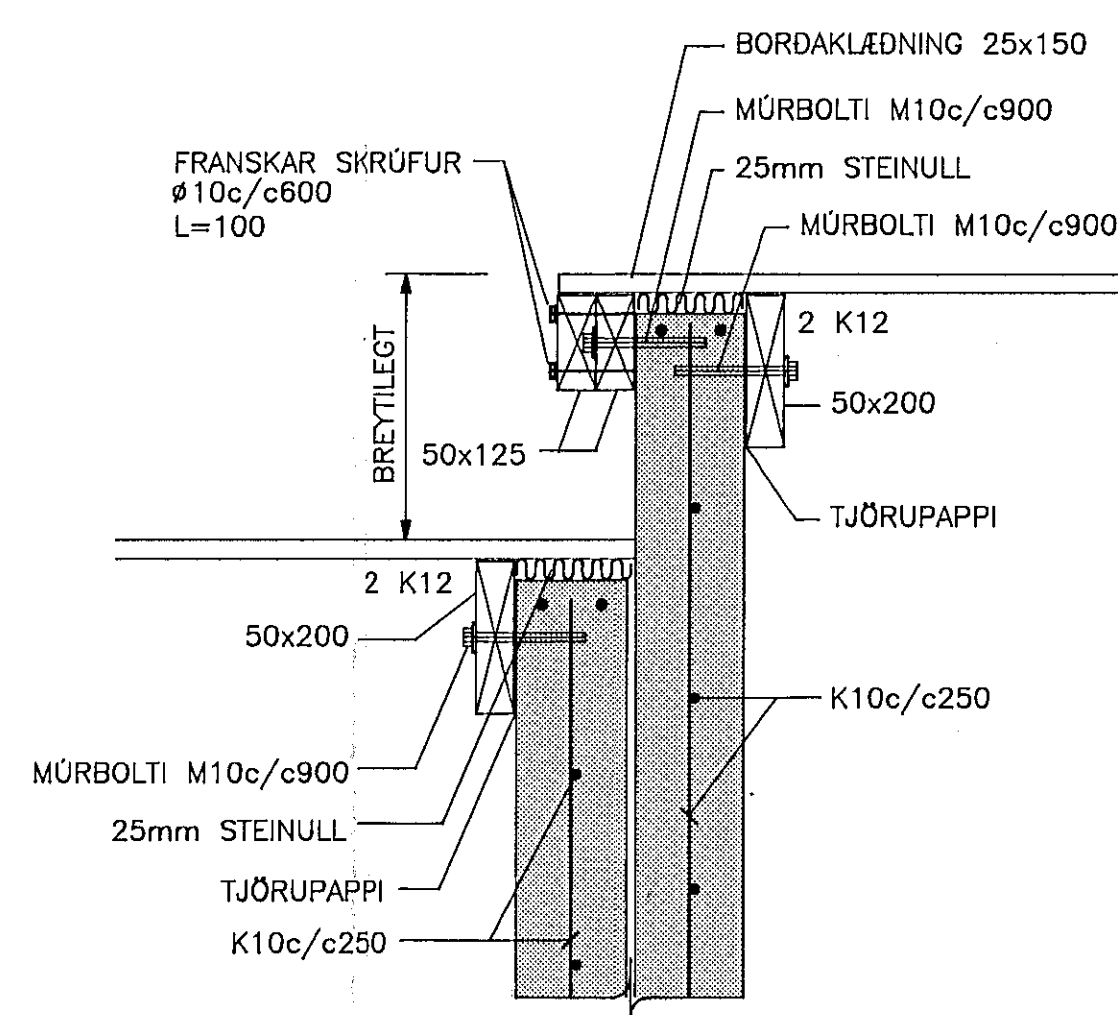 BORÐAKLÆÐNING 25x150
MÚRBOLTI M10c/c900
25mm STEINULL
MÚRBOLTI M10c/c900
FRANSKAR SKRÚFUR
ø10c/c600
L=100
BREYTILEGT
2 K12
50x200
50x125
TJÖRUPAPPI
2 K12
50x200
K10c/c250
MÚRBOLTI M10c/c900
25mm STEINULL
TJÖRUPAPPI
K10c/c250